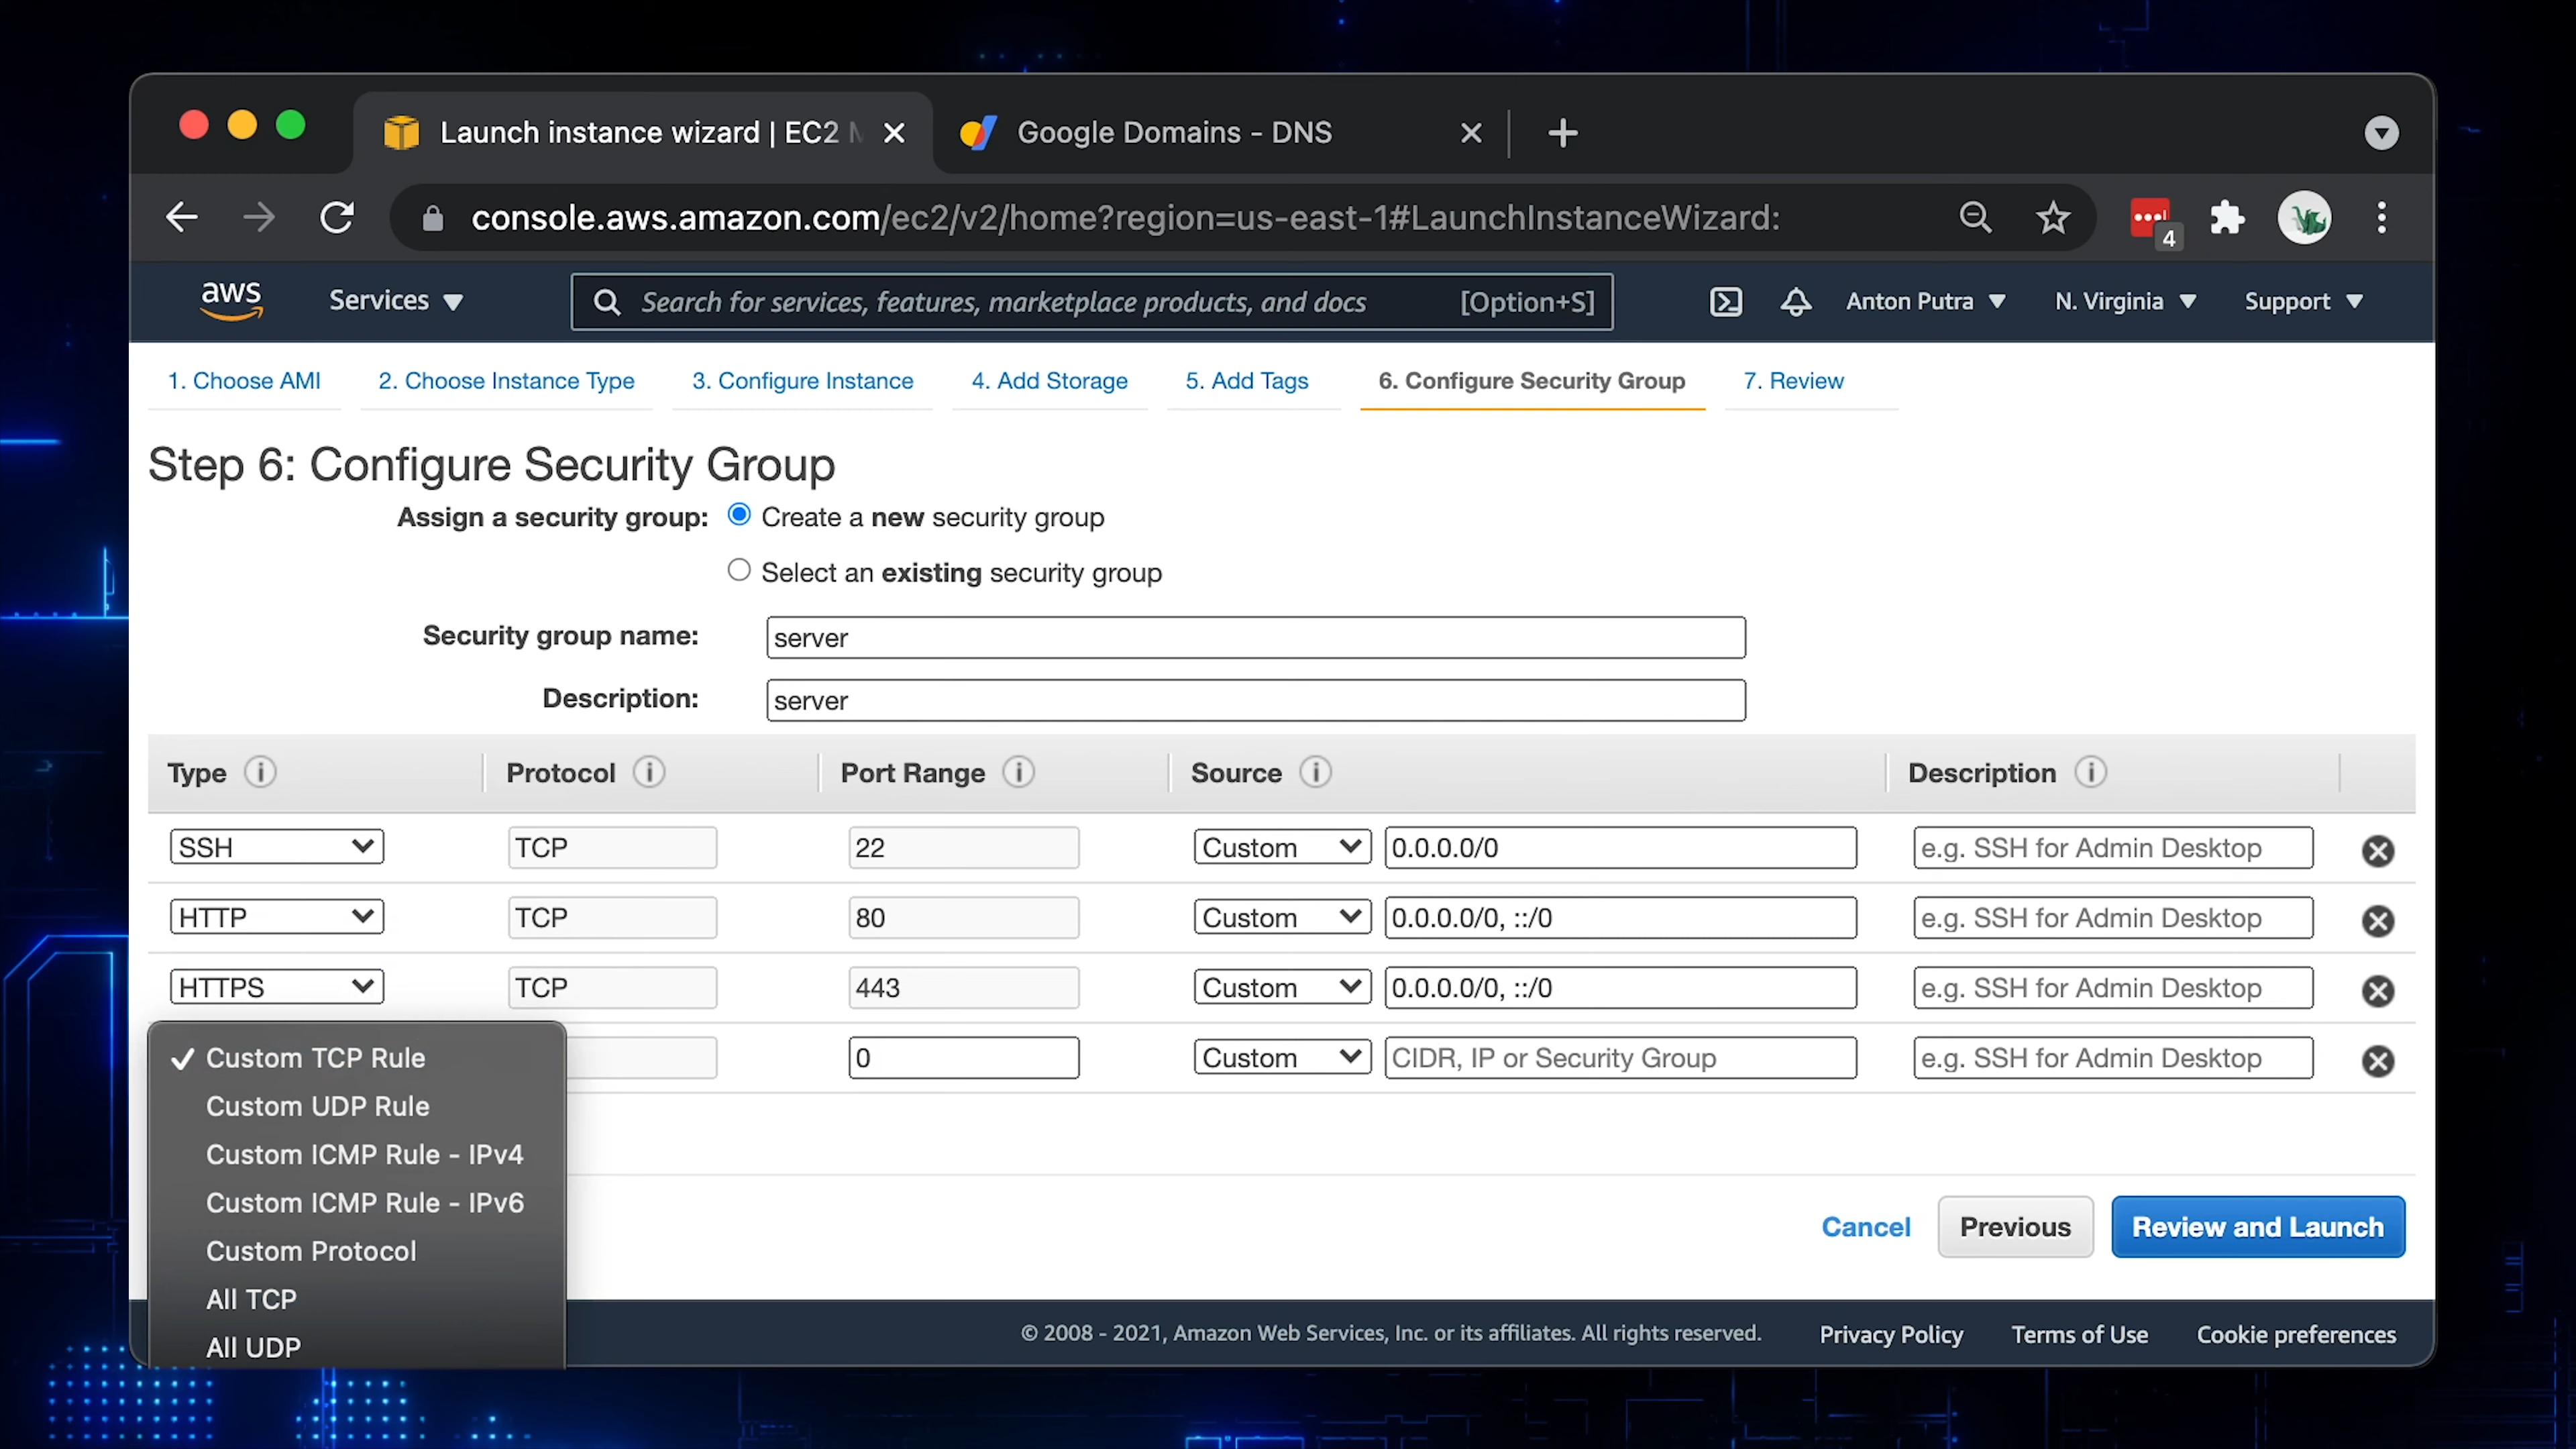 Launch instance wizard | EC2 M
Google Domains - DNS
console.aws.amazon.com/ec2/v2/home?region=us-east-1#LaunchInstanceWizard:
4
aws
Services
Search for services, features, marketplace products, and docs
[Option+S]
Anton Putra
N. Virginia
Support
1. Choose AMI
2. Choose Instance Type
3. Configure Instance
4. Add Storage
5. Add Tags
6. Configure Security Group
7. Review
Step 6: Configure Security Group
Assign a security group:
Create a new security group
Select an existing security group
Security group name:
server
Description:
server
Type
Protocol
Port Range
Source
Description
SSH
TCP
22
Custom
0.0.0.0/0
e.g. SSH for Admin Desktop
HTTP
TCP
80
Custom
0.0.0.0/0, ::/0
e.g. SSH for Admin Desktop
HTTPS
TCP
443
Custom
0.0.0.0/0, ::/0
e.g. SSH for Admin Desktop
Custom TCP Rule
0
Custom
CIDR, IP or Security Group
e.g. SSH for Admin Desktop
Custom UDP Rule
Custom ICMP Rule - IPv4
Custom ICMP Rule - IPv6
Custom Protocol
All TCP
All UDP
Cancel
Previous
Review and Launch
© 2008 - 2021, Amazon Web Services, Inc. or its affiliates. All rights reserved.
Privacy Policy
Terms of Use
Cookie preferences